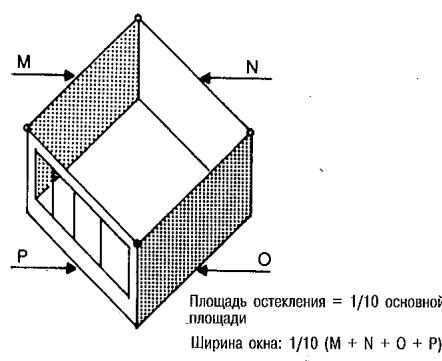 M
N
P
O
Площадь остекления = 1/10 основной
площади
Ширина окна: 1/10 (M + N + O + P)